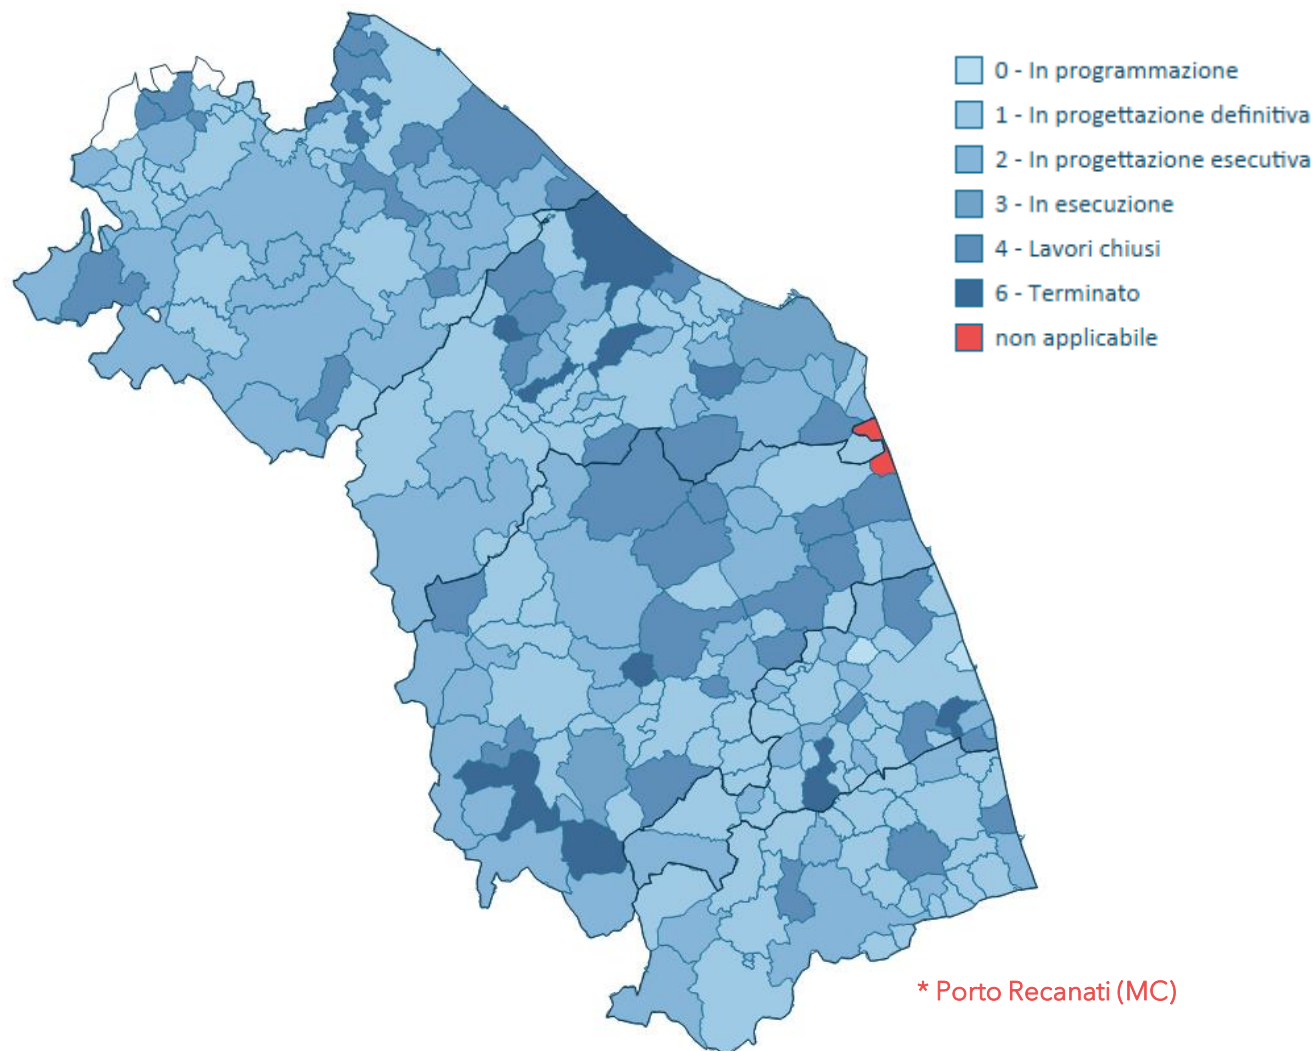 0 - In programmazione
1 - In progettazione definitiva
2 - In progettazione esecutiva
3 - In esecuzione
4 - Lavori chiusi
6 - Terminato
non applicabile
* Porto Recanati (MC)